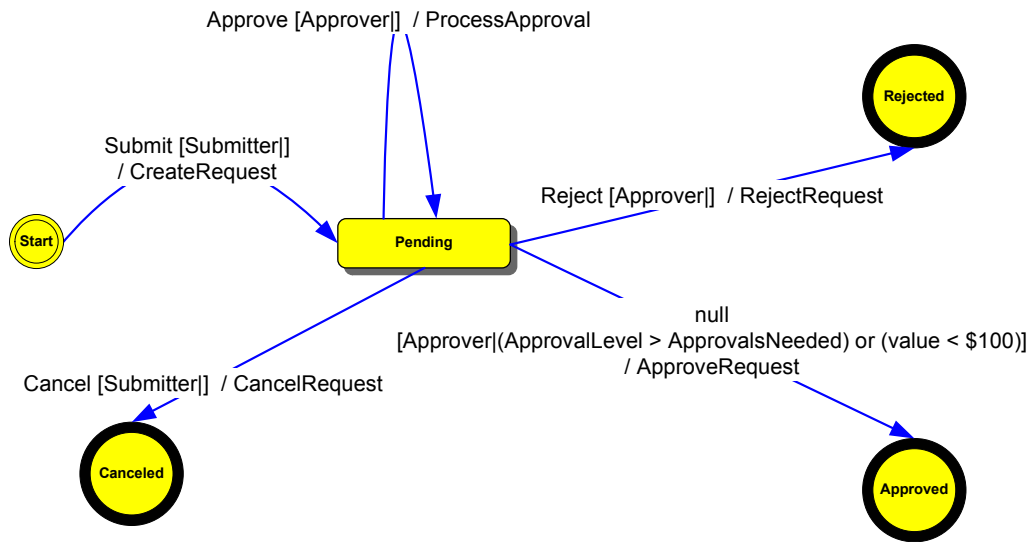 Approve [Approver|]  / ProcessApproval
Rejected
Submit [Submitter|]
/ CreateRequest
Reject [Approver|]  / RejectRequest
Start
Pending
null
[Approver|(ApprovalLevel > ApprovalsNeeded) or (value < $100)]
/ ApproveRequest
Cancel [Submitter|]  / CancelRequest
Canceled
Approved